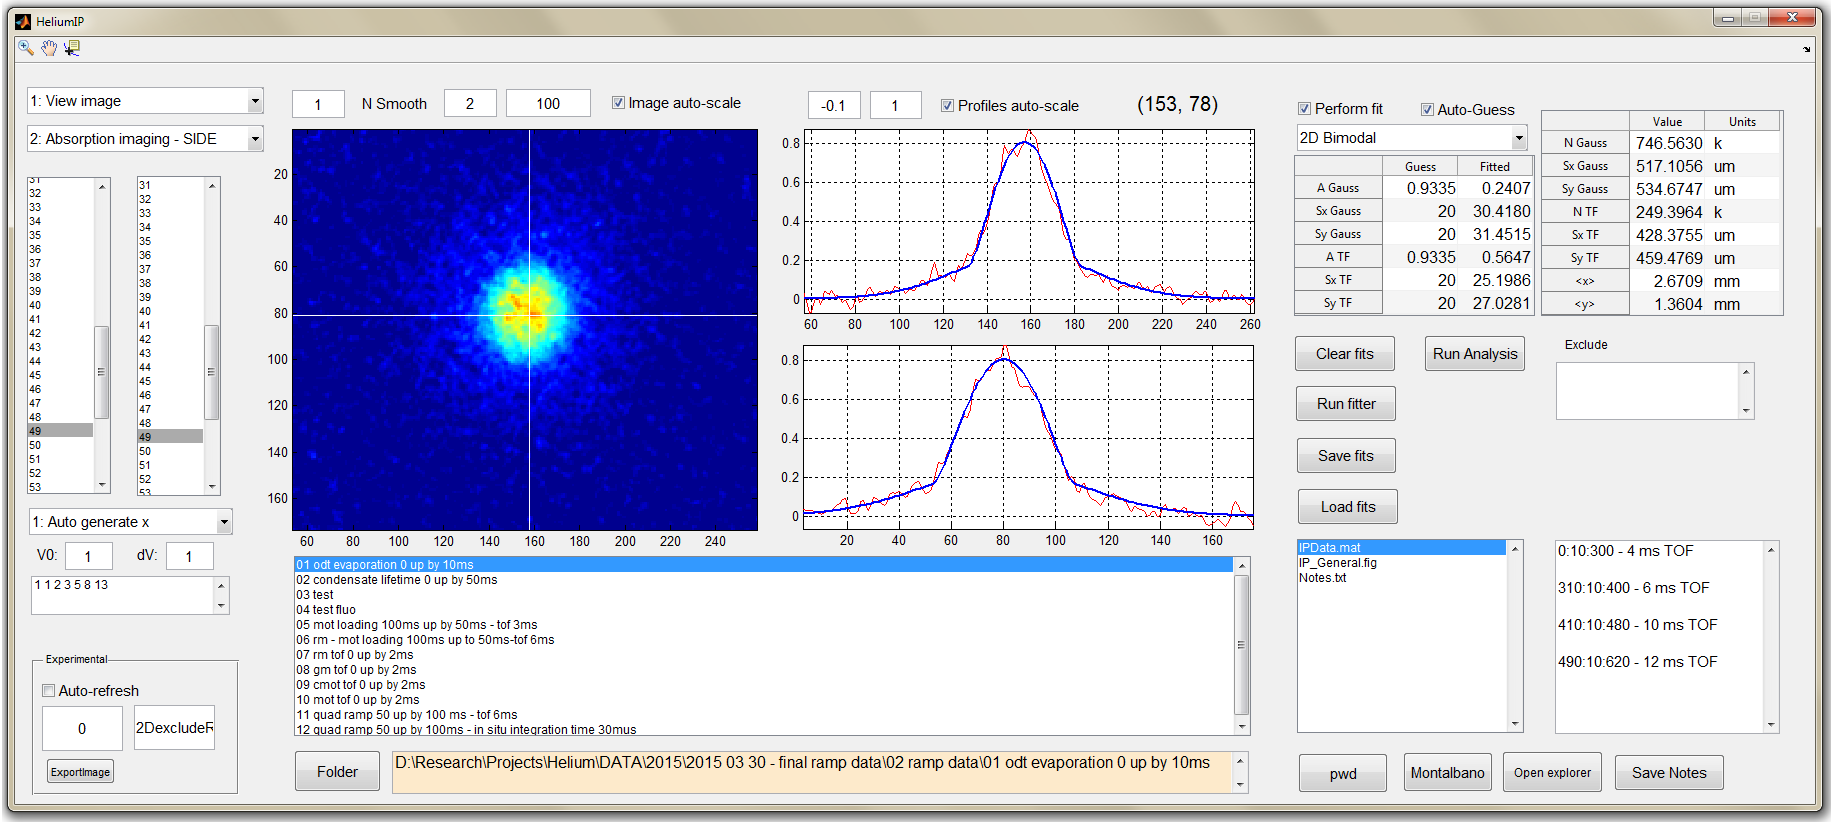 HeliumIP
1: View image
2: Absorption imaging - SIDE
31
32
33
34
35
36
37
38
39
40
41
42
43
44
45
46
47
48
49
50
51
52
53
31
32
33
34
35
36
37
38
39
40
41
42
43
44
45
46
47
48
49
50
51
52
53
1: Auto generate x
V0: 1 dV: 1
1 1 2 3 5 8 13
Experimental
Auto-refresh
0 2DexcludeR
ExportImage
1 N Smooth 2 100 Image auto-scale
20
40
60
80
100
120
140
160
60 80 100 120 140 160 180 200 220 240
-0.1 1 Profiles auto-scale (153, 78)
0.8
0.6
0.4
0.2
0
60 80 100 120 140 160 180 200 220 240 260
0.8
0.6
0.4
0.2
0
20 40 60 80 100 120 140 160
01 odt evaporation 0 up by 10ms
02 condensate lifetime 0 up by 50ms
03 test
04 test fluo
05 mot loading 100ms up by 50ms - tof 3ms
06 rm - mot loading 100ms up to 50ms-tof 6ms
07 rm tof 0 up by 2ms
08 gm tof 0 up by 2ms
09 cmot tof 0 up by 2ms
10 mot tof 0 up by 2ms
11 quad ramp 50 up by 100 ms - tof 6ms
12 quad ramp 50 up by 100ms - in situ integration time 30mus
Folder
D:\Research\Projects\Helium\DATA\2015\2015 03 30 - final ramp data\02 ramp data\01 odt evaporation 0 up by 10ms
Perform fit Auto-Guess
2D Bimodal
Guess Fitted
A Gauss 0.9335 0.2407
Sx Gauss 20 30.4180
Sy Gauss 20 31.4515
A TF 0.9335 0.5647
Sx TF 20 25.1986
Sy TF 20 27.0281
Value Units
N Gauss 746.5630 k
Sx Gauss 517.1056 um
Sy Gauss 534.6747 um
N TF 249.3964 k
Sx TF 428.3755 um
Sy TF 459.4769 um
<x> 2.6709 mm
<y> 1.3604 mm
Clear fits Run Analysis
Exclude
Run fitter
Save fits
Load fits
IPData.mat
IP_General.fig
Notes.txt
0:10:300 - 4 ms TOF
310:10:400 - 6 ms TOF
410:10:480 - 10 ms TOF
490:10:620 - 12 ms TOF
pwd Montalbano Open explorer Save Notes